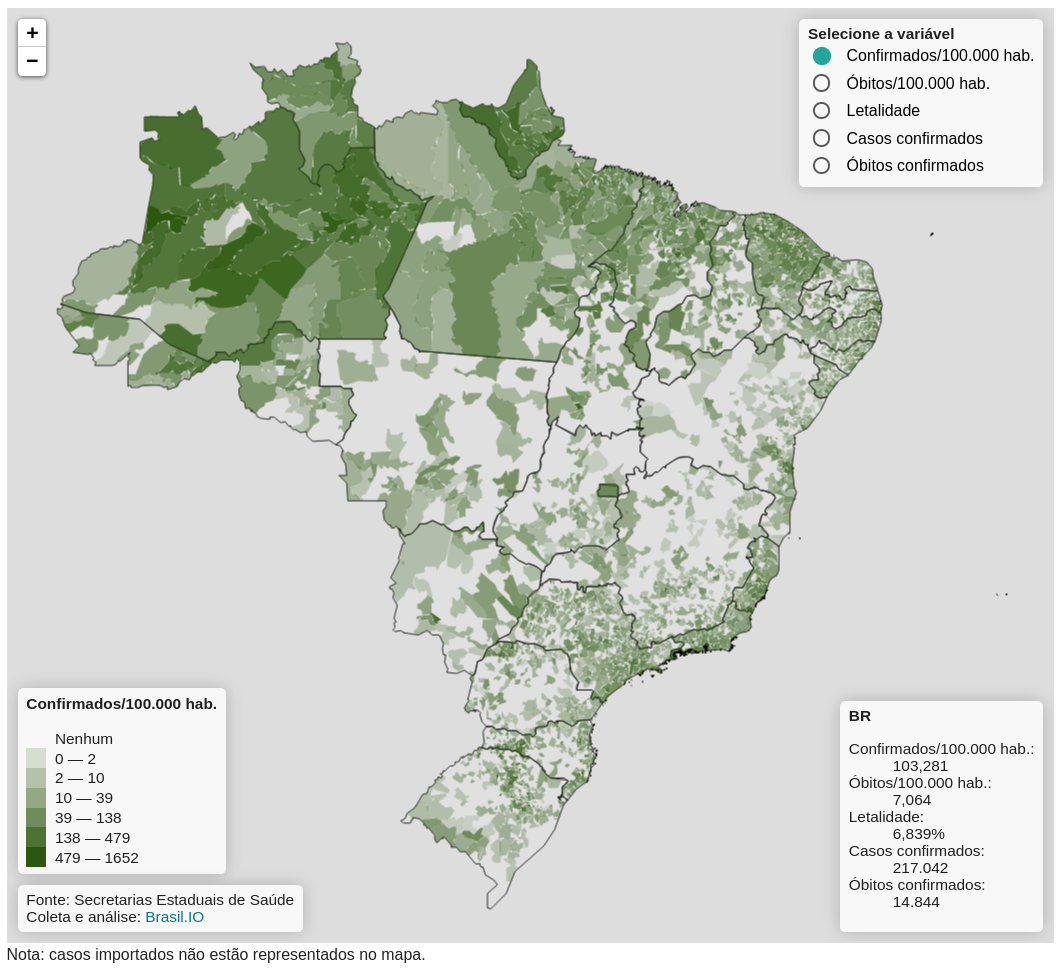 +
−
Selecione a variável
Confirmados/100.000 hab.
Óbitos/100.000 hab.
Letalidade
Casos confirmados
Óbitos confirmados
Confirmados/100.000 hab.
Nenhum
0 — 2
2 — 10
10 — 39
39 — 138
138 — 479
479 — 1652
Fonte: Secretarias Estaduais de Saúde
Coleta e análise: Brasil.IO
BR
Confirmados/100.000 hab.:
103,281
Óbitos/100.000 hab.:
7,064
Letalidade:
6,839%
Casos confirmados:
217.042
Óbitos confirmados:
14.844
Nota: casos importados não estão representados no mapa.